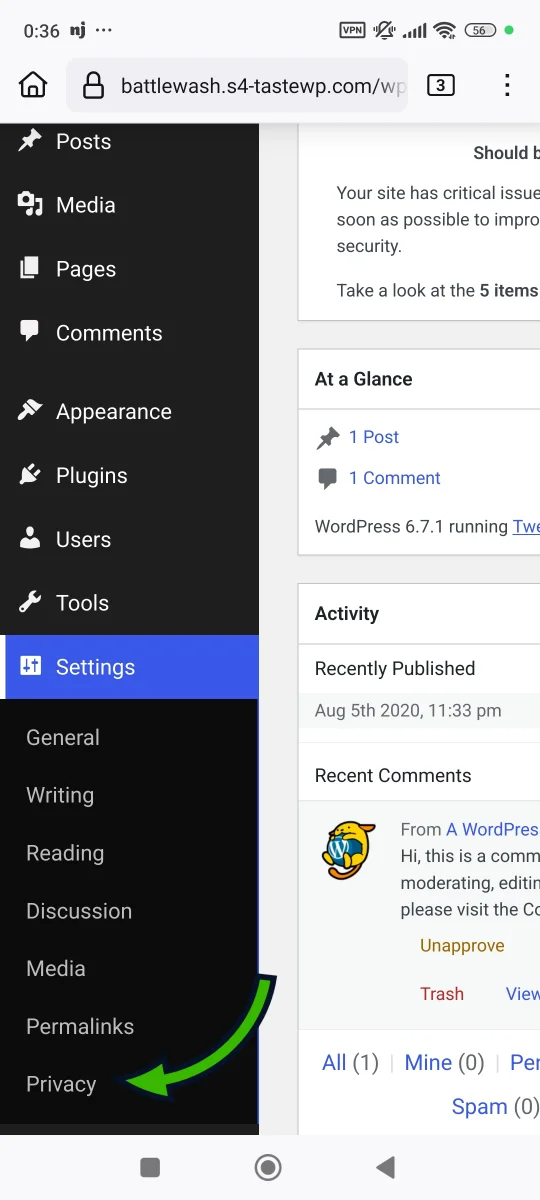 0:36 nj ... VPN 56
battlewash.s4-tastewp.com/wp 3
Posts
Media
Pages
Comments
Appearance
Plugins
Users
Tools
Settings
General
Writing
Reading
Discussion
Media
Permalinks
Privacy
Should b
Your site has critical issue
soon as possible to impro
security.
Take a look at the 5 items
At a Glance
1 Post
1 Comment
WordPress 6.7.1 running Twe
Activity
Recently Published
Aug 5th 2020, 11:33 pm
Recent Comments
From A WordPres
Hi, this is a comm
moderating, editin
please visit the Co
Unapprove
Trash View
All (1) | Mine (0) | Per
Spam (0)